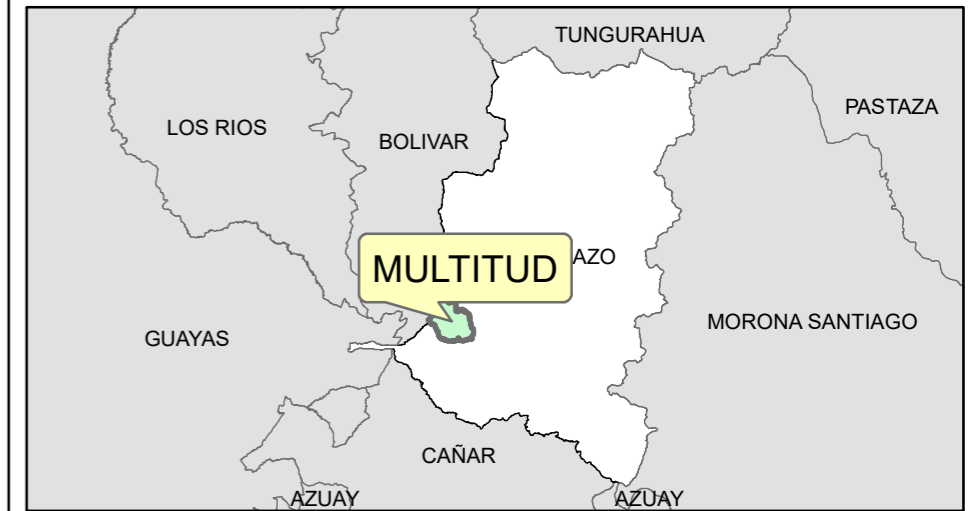 TUNGURAHUA
PASTAZA
LOS RIOS
BOLIVAR
MULTITUD
AZO
MORONA SANTIAGO
GUAYAS
CAÑAR
AZUAY
AZUAY